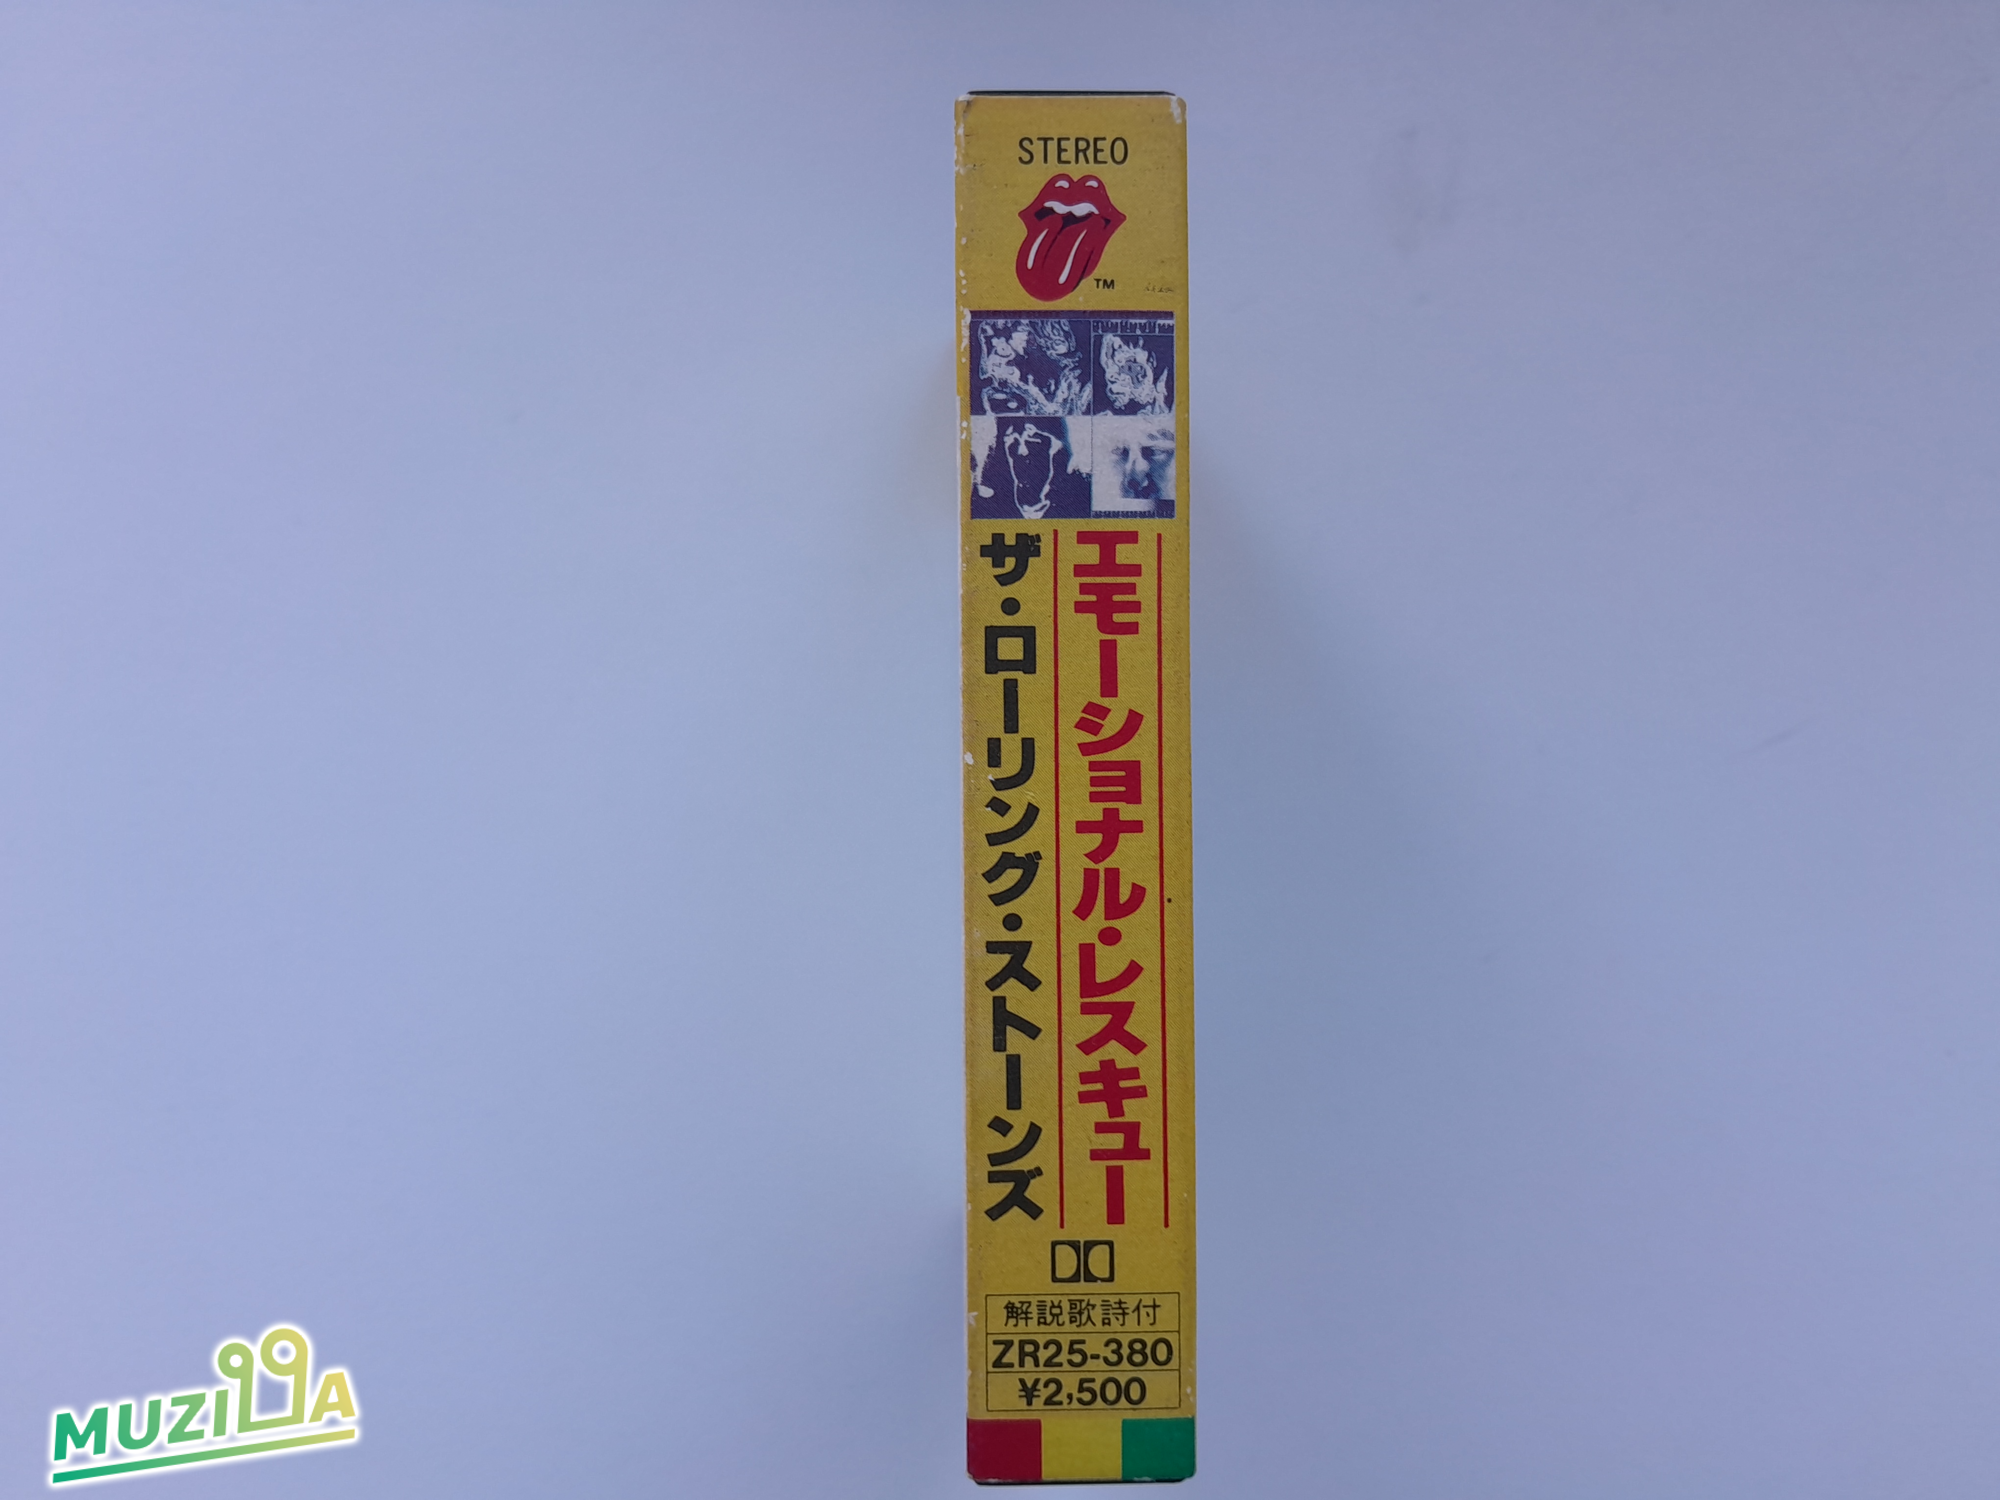 STEREO
TM
エモーショナル・レスキュー
ザ・ローリング・ストーンズ
解説歌詩付
ZR25-380
¥2,500
MUZILLA